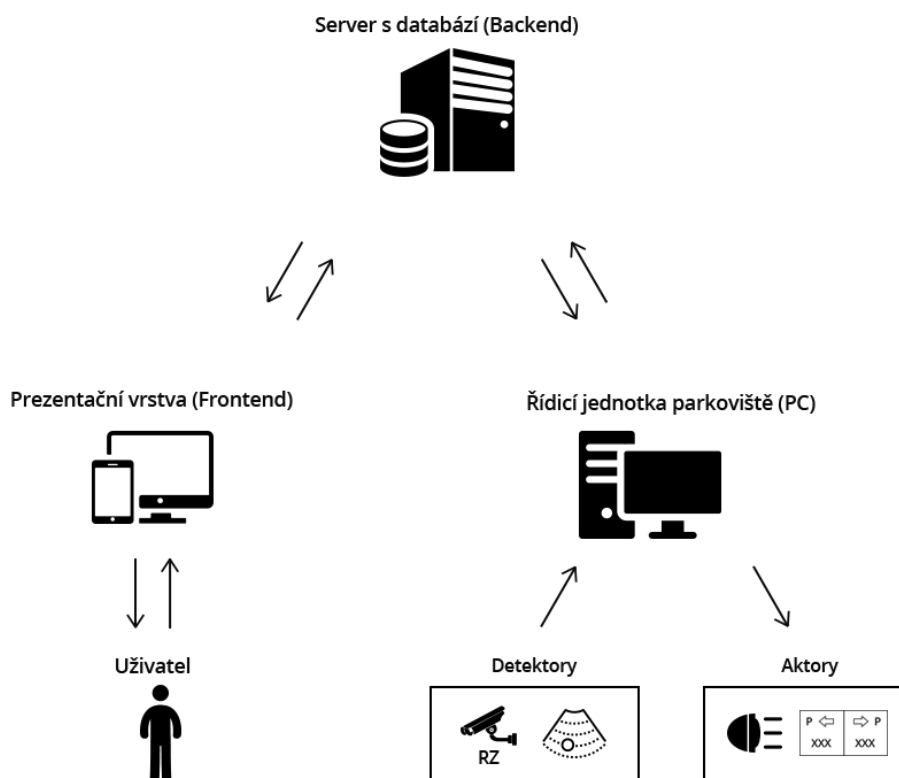 Server s databází (Backend)
Prezentační vrstva (Frontend)
Řídicí jednotka parkoviště (PC)
Uživatel
Detektory
Aktory
RZ
P ⇦
⇨ P
XXX
XXX